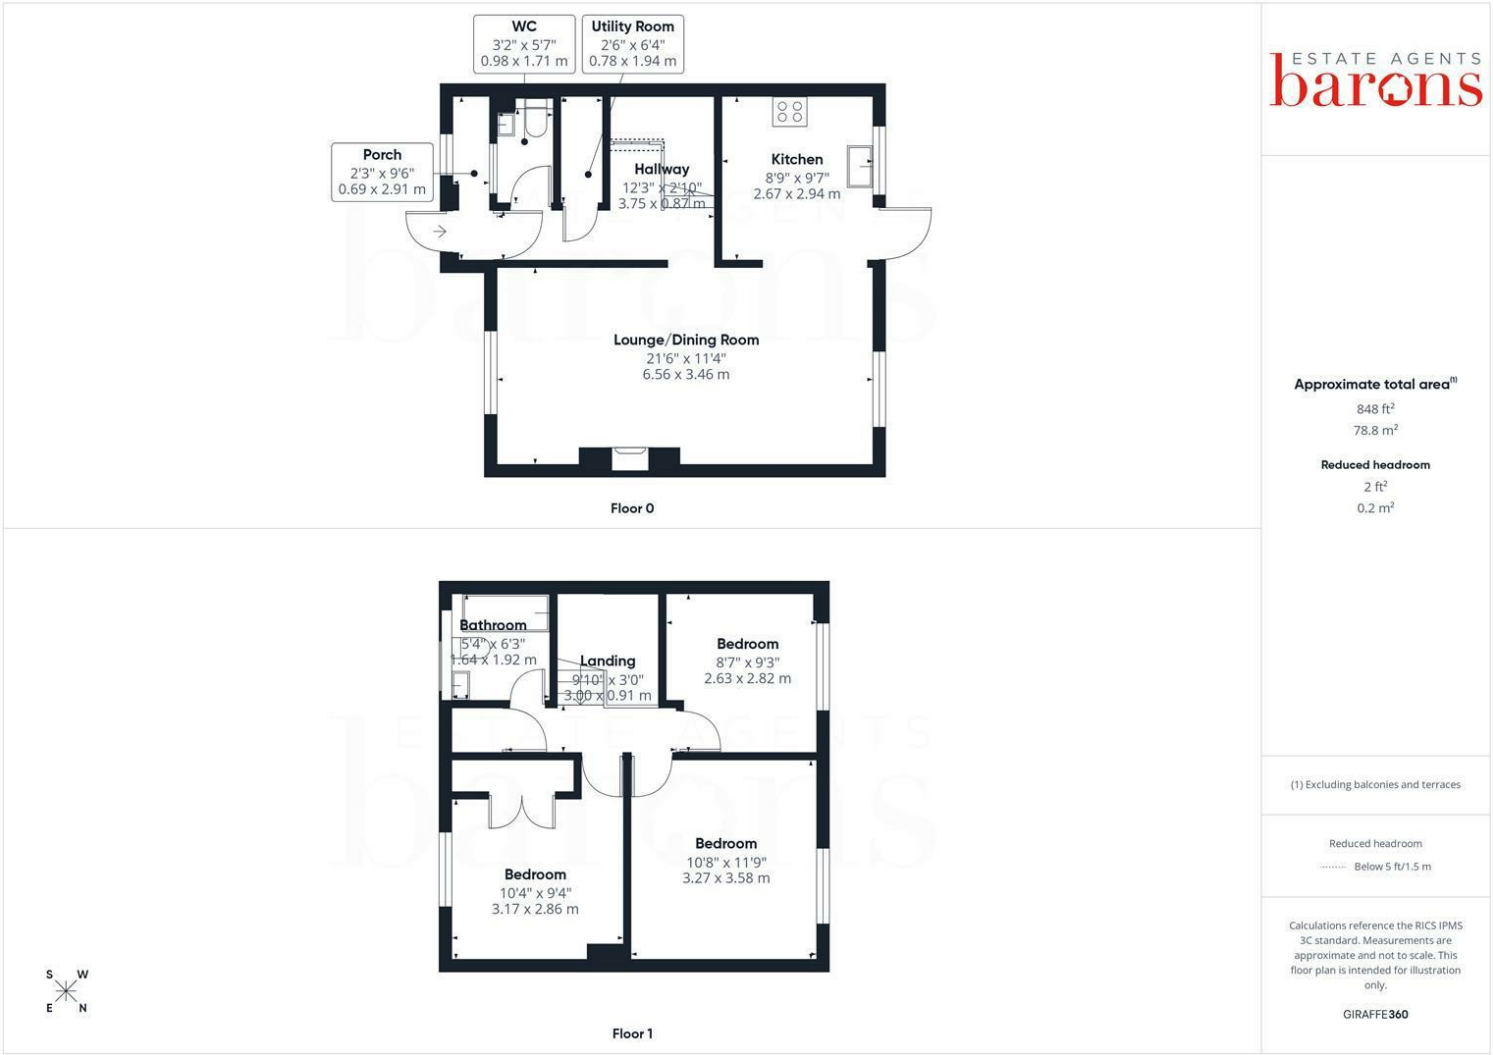 WC
3'2" x 5'7"
0.98 x 1.71 m
Utility Room
2'6" x 6'4"
0.78 x 1.94 m
Porch
2'3" x 9'6"
0.69 x 2.91 m
Hallway
12'3" x 2'10"
3.75 x 0.87 m
Kitchen
8'9" x 9'7"
2.67 x 2.94 m
Lounge/Dining Room
21'6" x 11'4"
6.56 x 3.46 m
Floor 0
Bathroom
5'4" x 6'3"
1.64 x 1.92 m
Landing
9'10" x 3'0"
3.00 x 0.91 m
Bedroom
8'7" x 9'3"
2.63 x 2.82 m
Bedroom
10'4" x 9'4"
3.17 x 2.86 m
Bedroom
10'8" x 11'9"
3.27 x 3.58 m
Floor 1
S W
E N
ESTATE AGENTS
barons
ESTATE AGENTS
barons
ESTATE AGENTS
barons
Approximate total area(1)
848 ft²
78.8 m²
Reduced headroom
2 ft²
0.2 m²
(1) Excluding balconies and terraces
Reduced headroom
Below 5 ft/1.5 m
Calculations reference the RICS IPMS
3C standard. Measurements are
approximate and not to scale. This
floor plan is intended for illustration
only.
GIRAFFE360